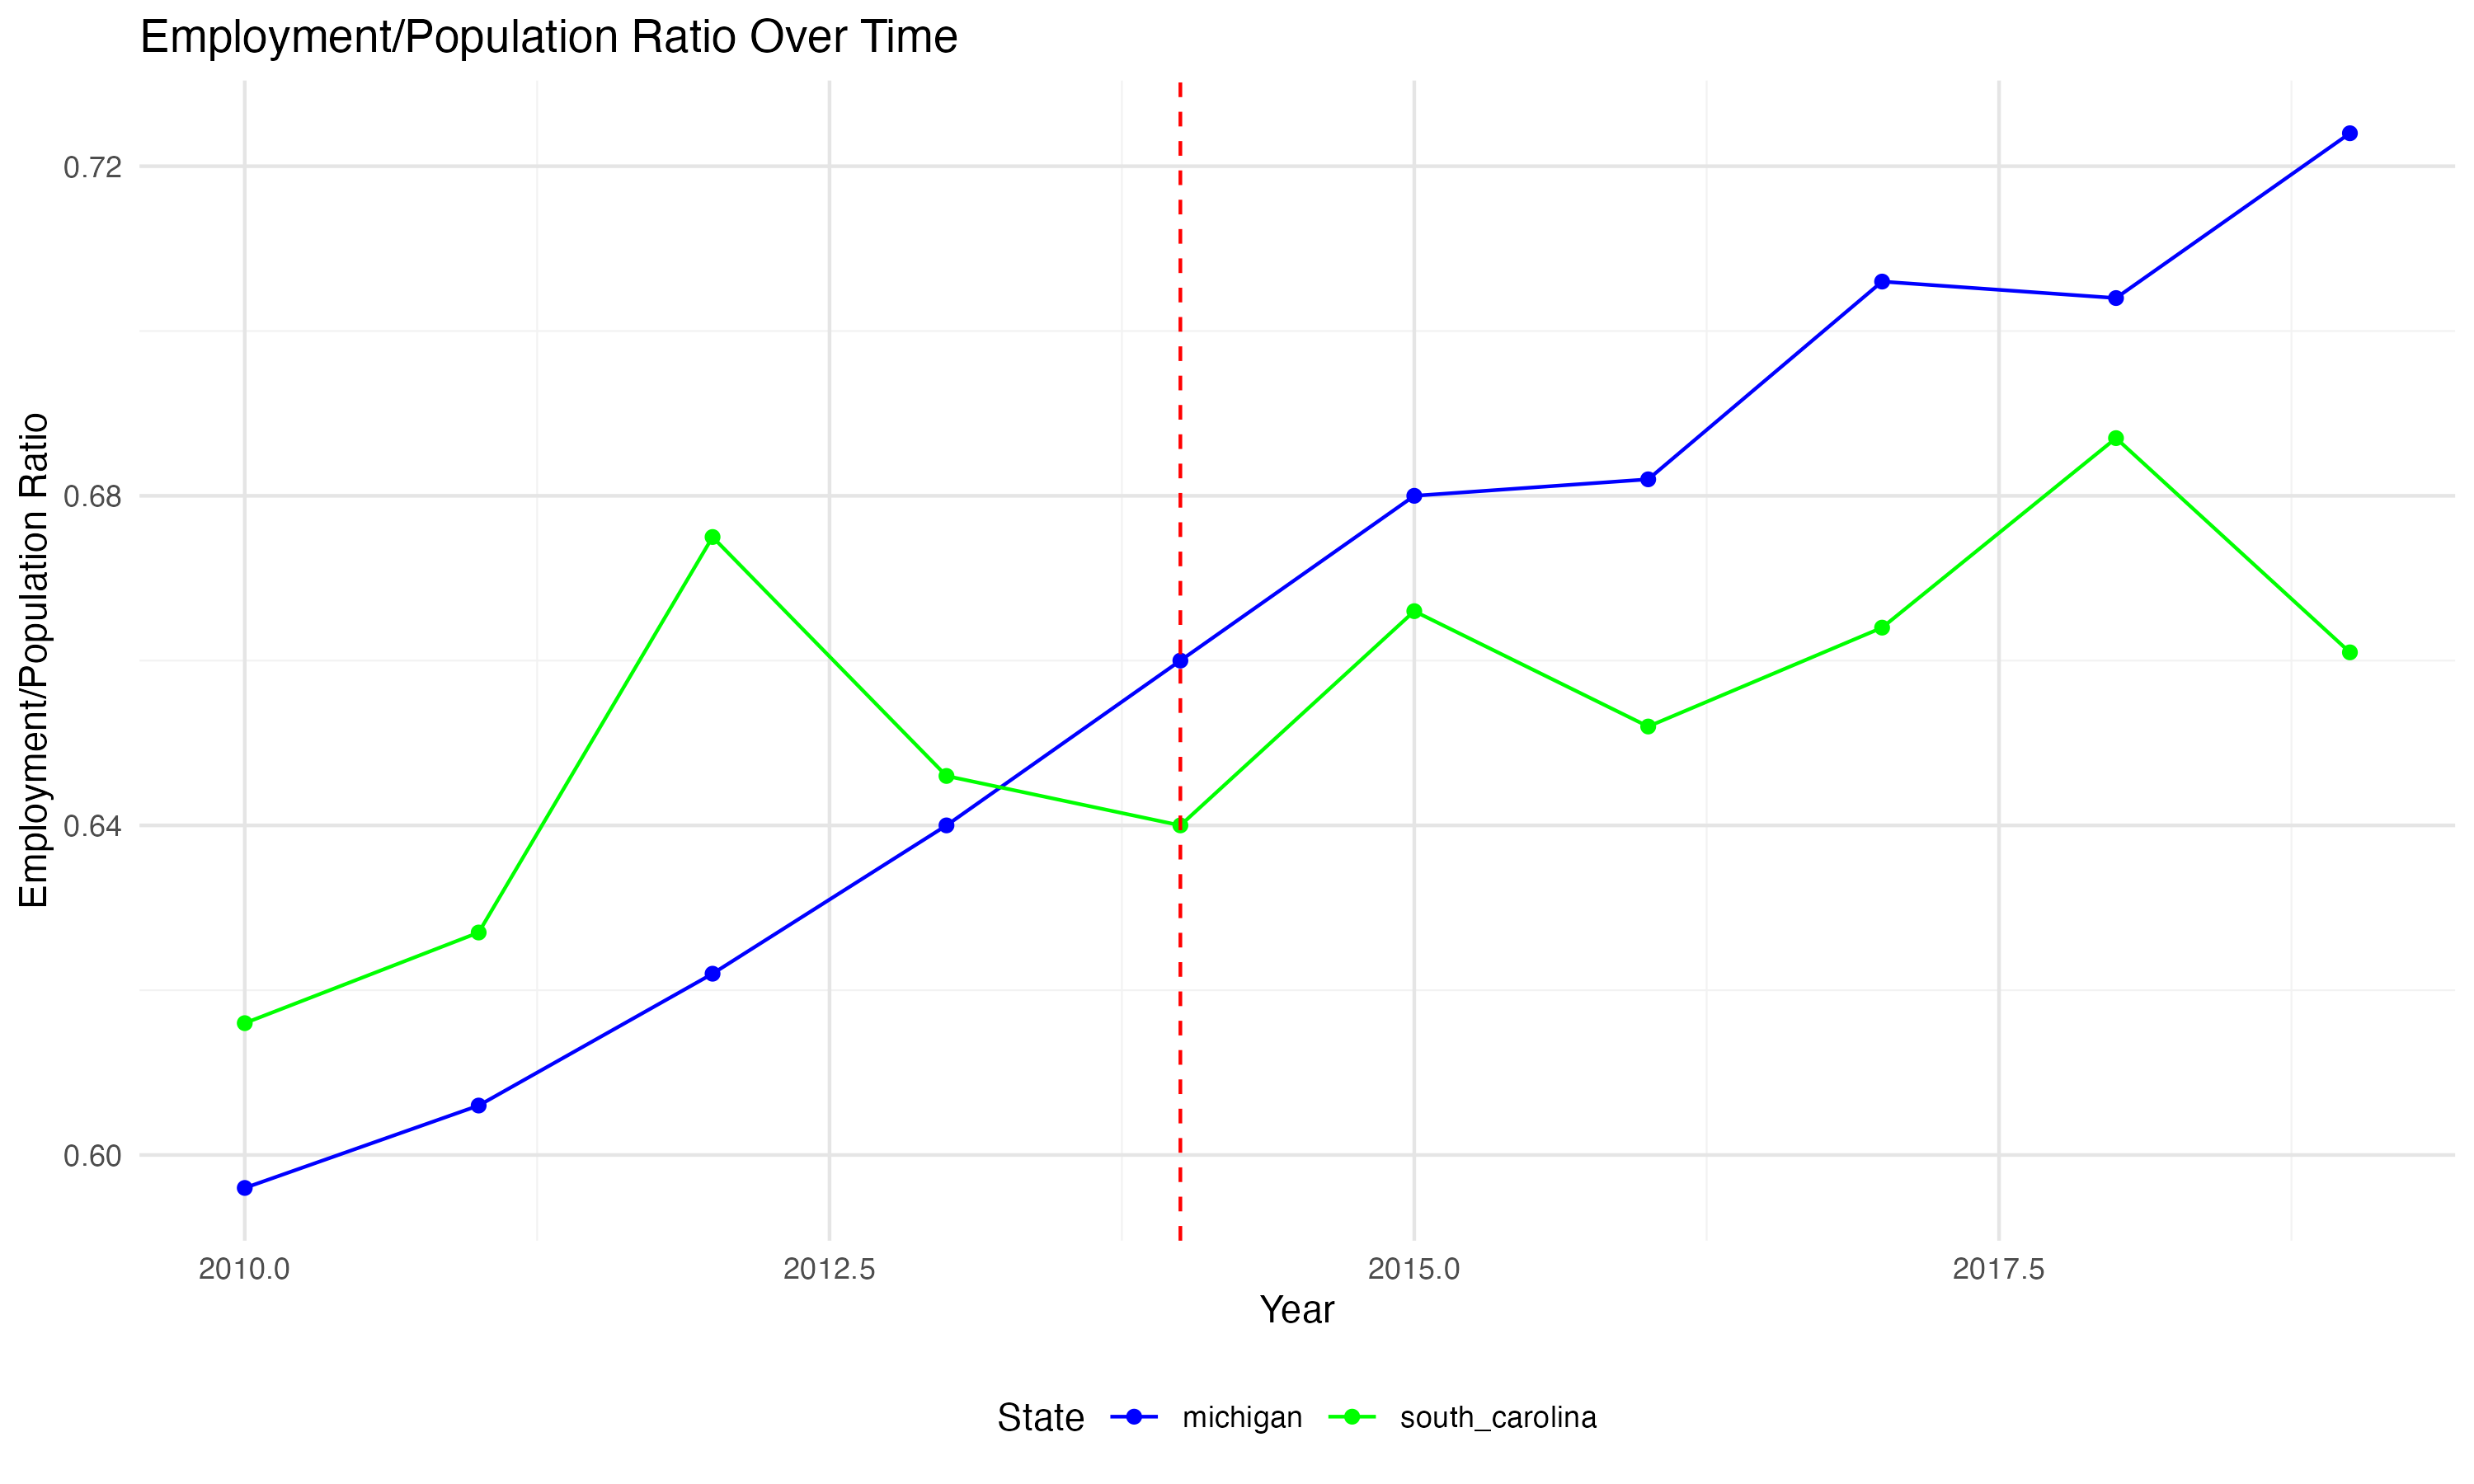 Employment/Population Ratio Over Time
Employment/Population Ratio
0.72
0.68
0.64
0.60
2010.0 2012.5 2015.0 2017.5
Year
State michigan south_carolina